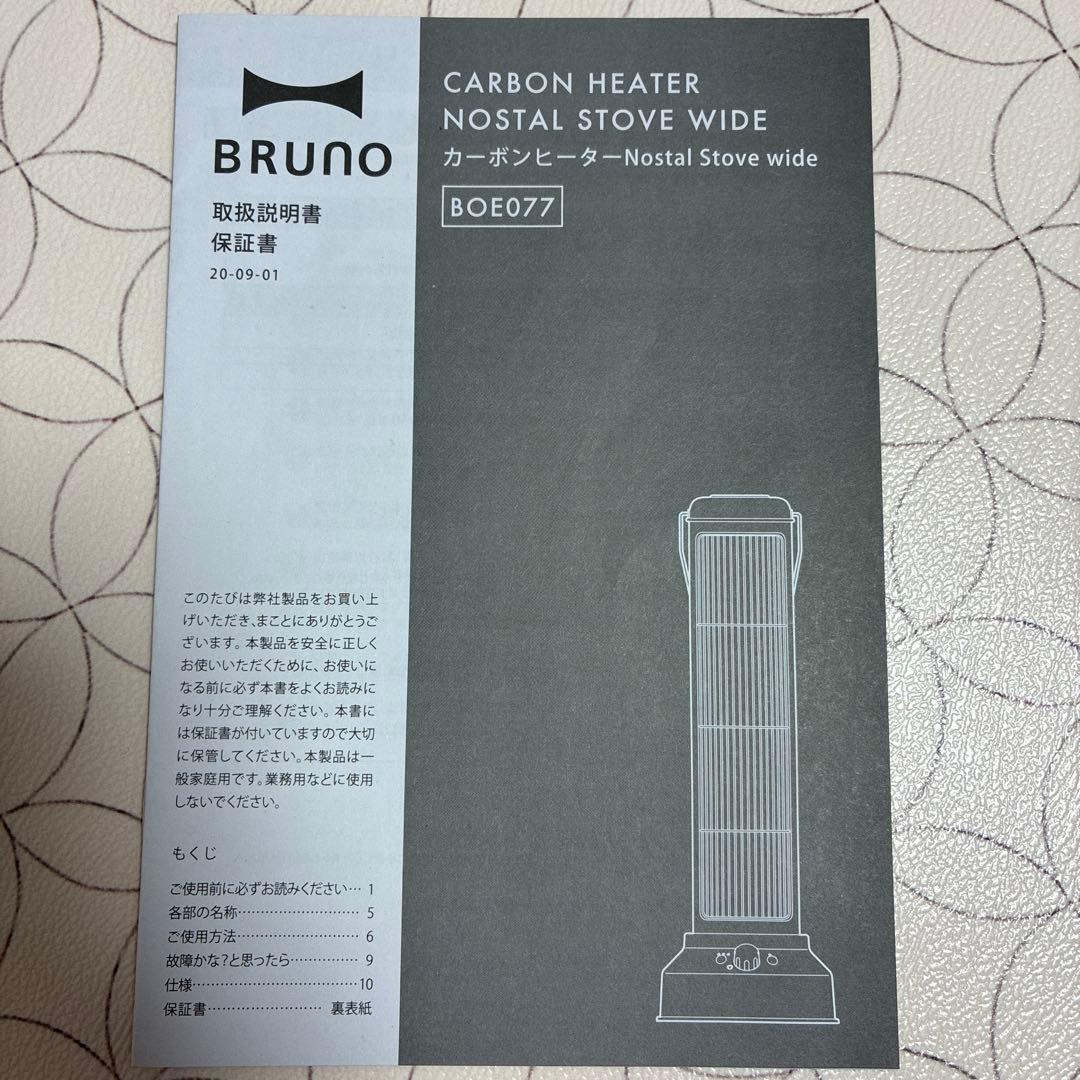 BRUNO
取扱説明書
保証書
20-09-01
CARBON HEATER
NOSTAL STOVE WIDE
カーボンヒーターNostal Stove wide
BOE077
このたびは弊社製品をお買い上
げいただき、まことにありがとうご
ざいます。本製品を安全に正しく
お使いいただくために、お使いに
なる前に必ず本書をよくお読みに
なり十分ご理解ください。本書に
は保証書が付いていますので大切
に保管してください。本製品は一
般家庭用です。業務用などに使用
しないでください。
もくじ
ご使用前に必ずお読みください… 1
各部の名称……………………… 5
ご使用方法……………………… 6
故障かな?と思ったら…………… 9
仕様………………………………10
保証書…………………… 裏表紙